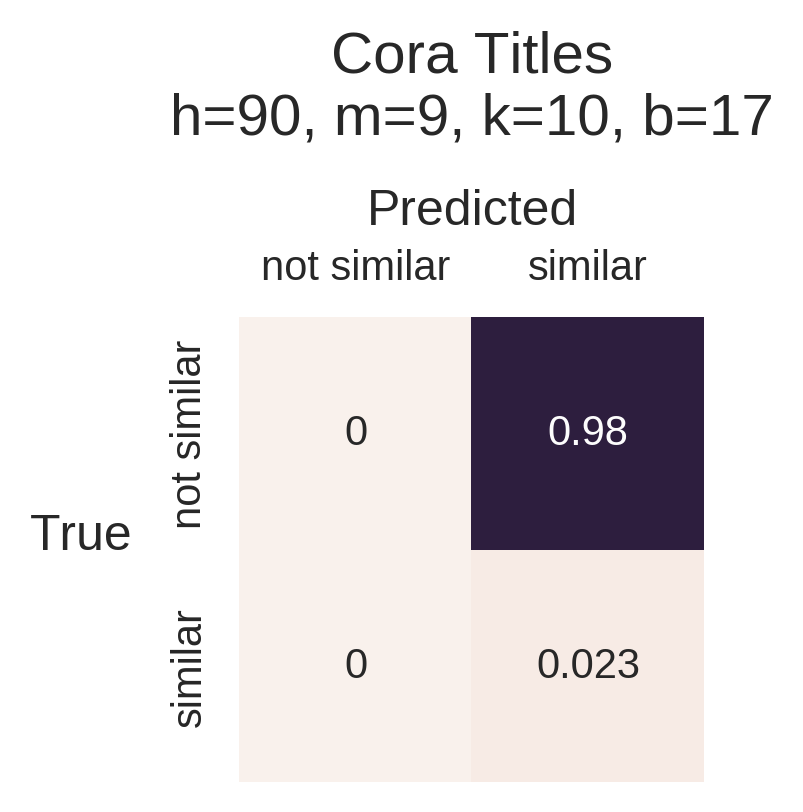 Cora Titles
h=90, m=9, k=10, b=17
Predicted
not similar similar
not similar
0 0.98
True
similar
0 0.023